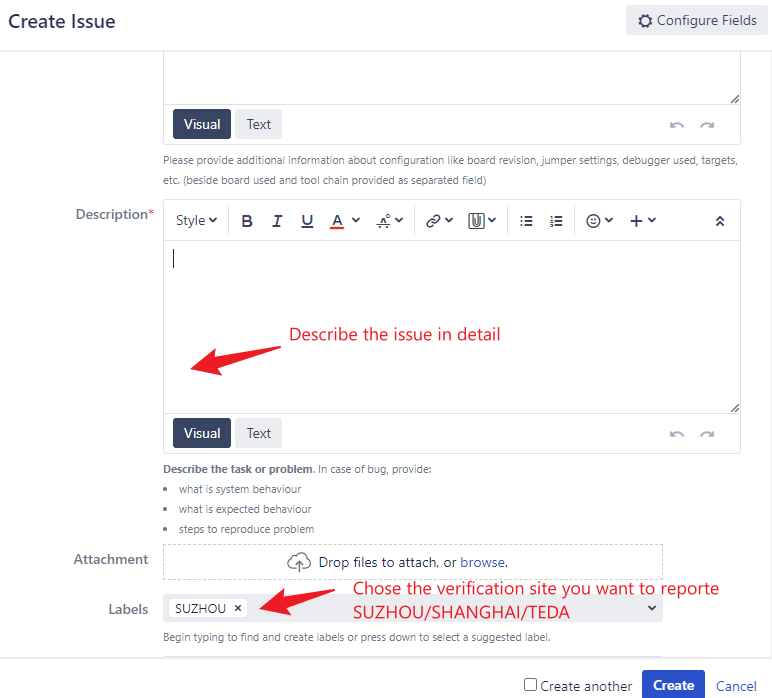 Create Issue
Configure Fields
Visual Text
Please provide additional information about configuration like board revision, jumper settings, debugger used, targets,
etc. (beside board used and tool chain provided as separated field)
Description*
Style B I U A
Describe the issue in detail
Visual Text
Describe the task or problem. In case of bug, provide:
• what is system behaviour
• what is expected behaviour
• steps to reproduce problem
Attachment
Drop files to attach, or browse.
Chose the verification site you want to reporte
SUZHOU/SHANGHAI/TEDA
Labels
SUZHOU ×
Begin typing to find and create labels or press down to select a suggested label.
Create another
Create
Cancel